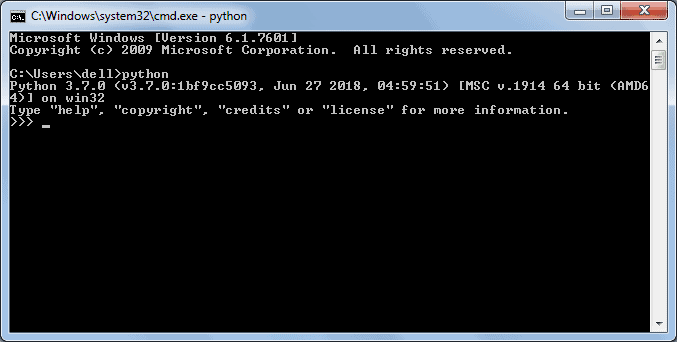 C:\Windows\system32\cmd.exe - python
Microsoft Windows [Version 6.1.7601]
Copyright (c) 2009 Microsoft Corporation.  All rights reserved.
C:\Users\dell>python
Python 3.7.0 (v3.7.0:1bf9cc5093, Jun 27 2018, 04:59:51) [MSC v.1914 64 bit (AMD6
4)] on win32
Type "help", "copyright", "credits" or "license" for more information.
>>> _